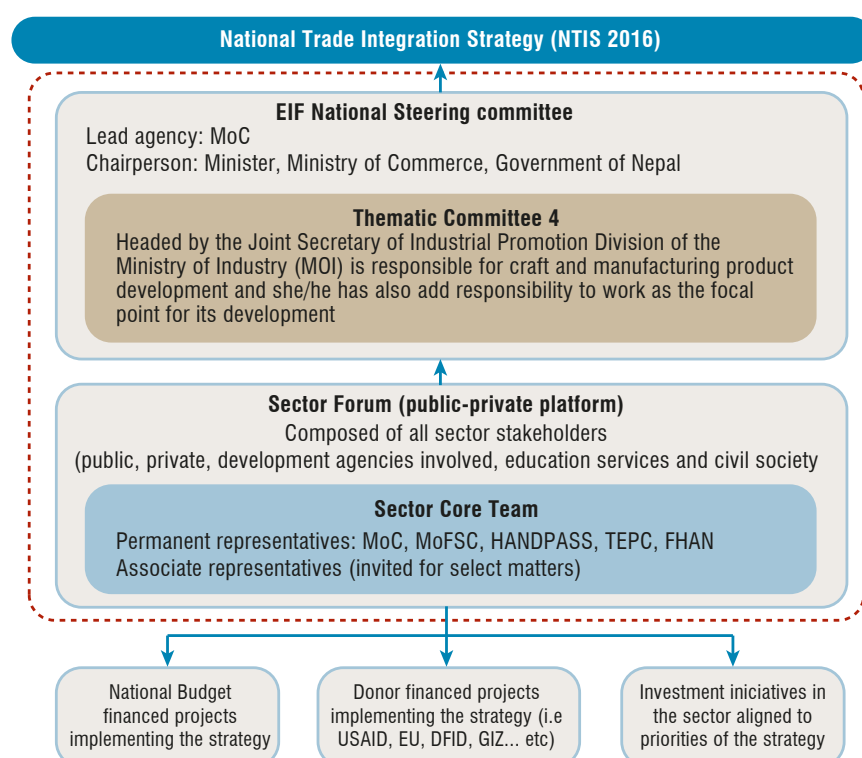 National Trade Integration Strategy (NTIS 2016)
EIF National Steering committee
Lead agency: MoC
Chairperson: Minister, Ministry of Commerce, Government of Nepal
Thematic Committee 4
Headed by the Joint Secretary of Industrial Promotion Division of the
Ministry of Industry (MOI) is responsible for craft and manufacturing product
development and she/he has also add responsibility to work as the focal
point for its development
Sector Forum (public-private platform)
Composed of all sector stakeholders
(public, private, development agencies involved, education services and civil society
Sector Core Team
Permanent representatives: MoC, MoFSC, HANDPASS, TEPC, FHAN
Associate representatives (invited for select matters)
National Budget
financed projects
implementing the strategy
Donor financed projects
implementing the strategy (i.e
USAID, EU, DFID, GIZ... etc)
Investment iniciatives in
the sector aligned to
priorities of the strategy